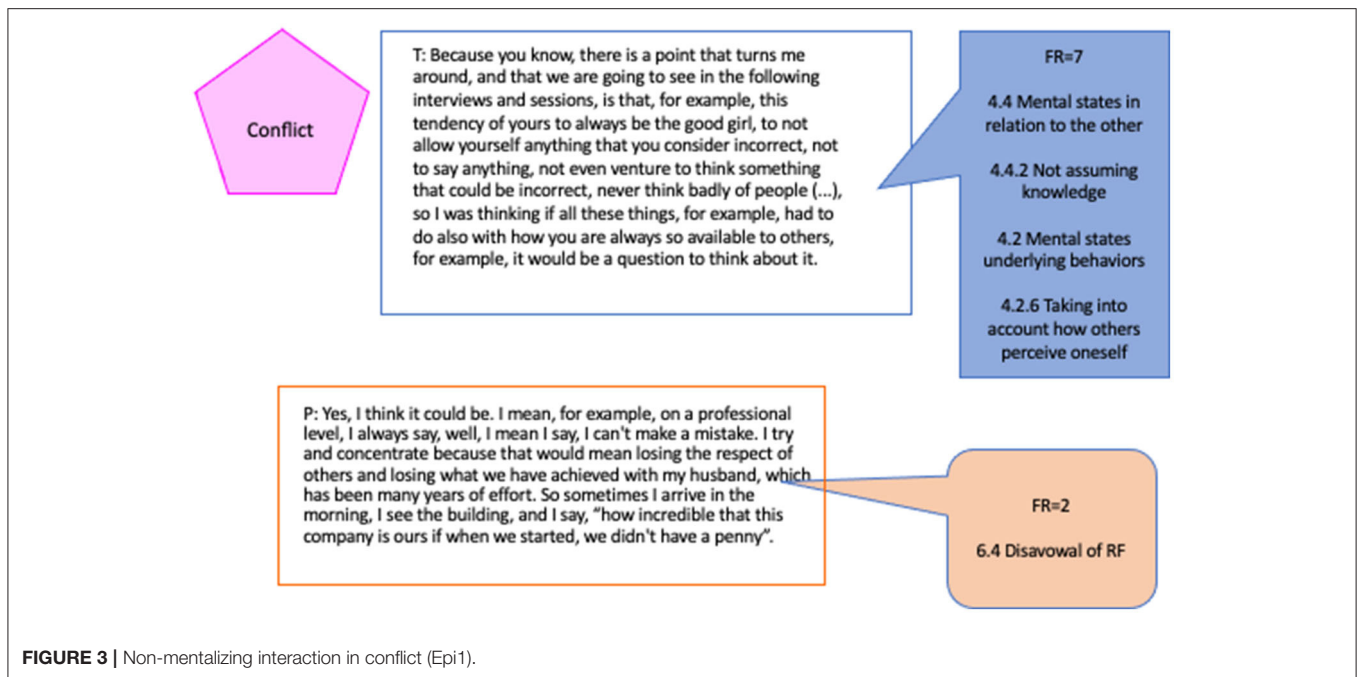 Conflict
T: Because you know, there is a point that turns me
around, and that we are going to see in the following
interviews and sessions, is that, for example, this
tendency of yours to always be the good girl, to not
allow yourself anything that you consider incorrect, not
to say anything, not even venture to think something
that could be incorrect, never think badly of people (...),
so I was thinking if all these things, for example, had to
do also with how you are always so available to others,
for example, it would be a question to think about it.
FR=7
4.4 Mental states in
relation to the other
4.4.2 Not assuming
knowledge
4.2 Mental states
underlying behaviors
4.2.6 Taking into
account how others
perceive oneself
P: Yes, I think it could be. I mean, for example, on a professional
level, I always say, well, I mean I say, I can't make a mistake. I try
and concentrate because that would mean losing the respect of
others and losing what we have achieved with my husband, which
has been many years of effort. So sometimes I arrive in the
morning, I see the building, and I say, “how incredible that this
company is ours if when we started, we didn't have a penny”.
FR=2
6.4 Disavowal of RF
FIGURE 3 | Non-mentalizing interaction in conflict (Epi1).